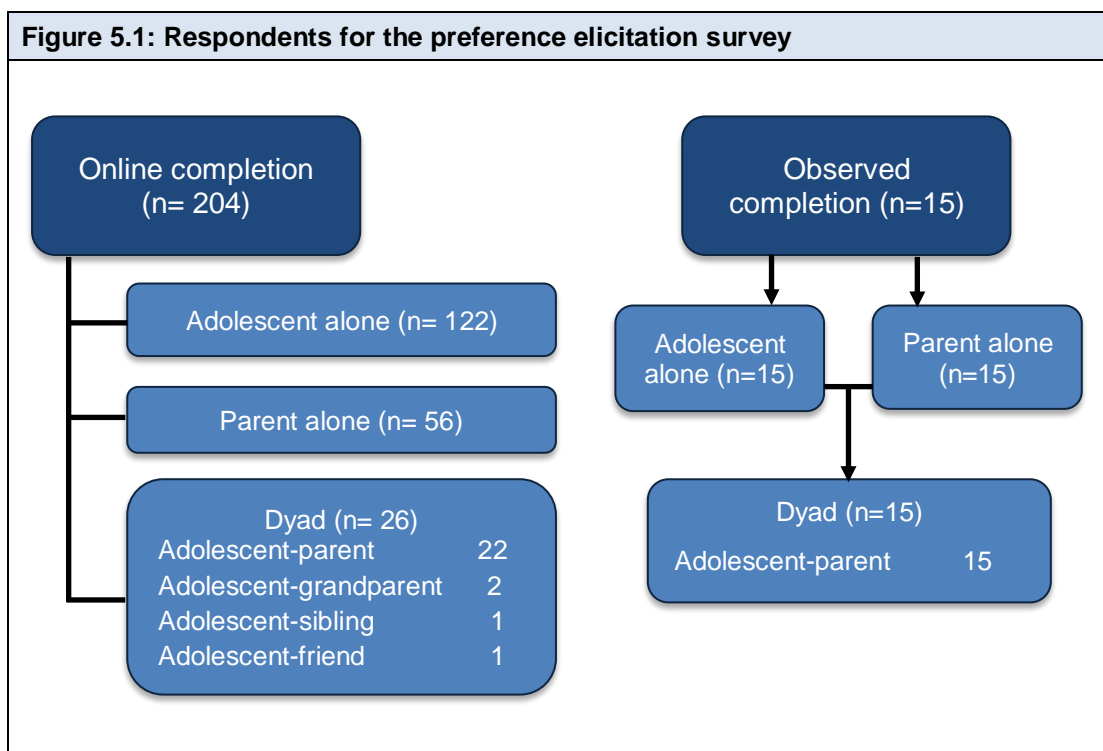 Figure 5.1: Respondents for the preference elicitation survey
Online completion
(n= 204)
Adolescent alone (n= 122)
Parent alone (n= 56)
Dyad (n= 26)
Adolescent-parent 22
Adolescent-grandparent 2
Adolescent-sibling 1
Adolescent-friend 1
Observed
completion (n=15)
Adolescent
alone (n=15)
Parent alone
(n=15)
Dyad (n=15)
Adolescent-parent 15